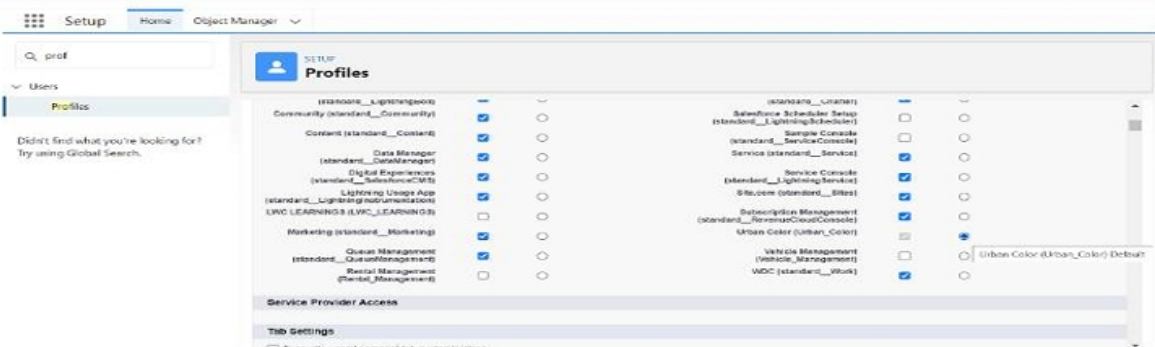 Setup Home Object Manager
prof
Users
Profiles
Didn't find what you're looking for?
Try using Global Search.
SETUP
Profiles
(standard__LightningBolt)
Community (standard__Community)
Content (standard__Content)
Data Manager
(standard__DataManager)
Digital Experiences
(standard__SalesforceCMS)
Lightning Usage App
(standard__LightningInstrumentation)
LWC LEARNINGS (LWC_LEARNINGS)
Marketing (standard__Marketing)
Queue Management
(standard__QueueManagement)
Rental Management
(Rental_Management)
(standard__Chatter)
Salesforce Scheduler Setup
(standard__LightningScheduler)
Sample Console
(standard__ServiceConsole)
Service (standard__Service)
Service Console
(standard__LightningService)
Site.com (standard__Sites)
Subscription Management
(standard__RevenueCloudConsole)
Urban Color (Urban_Color)
Vehicle Management
(Vehicle_Management)
WDC (standard__Work)
Urban Color (Urban_Color) Default
Service Provider Access
Tab Settings